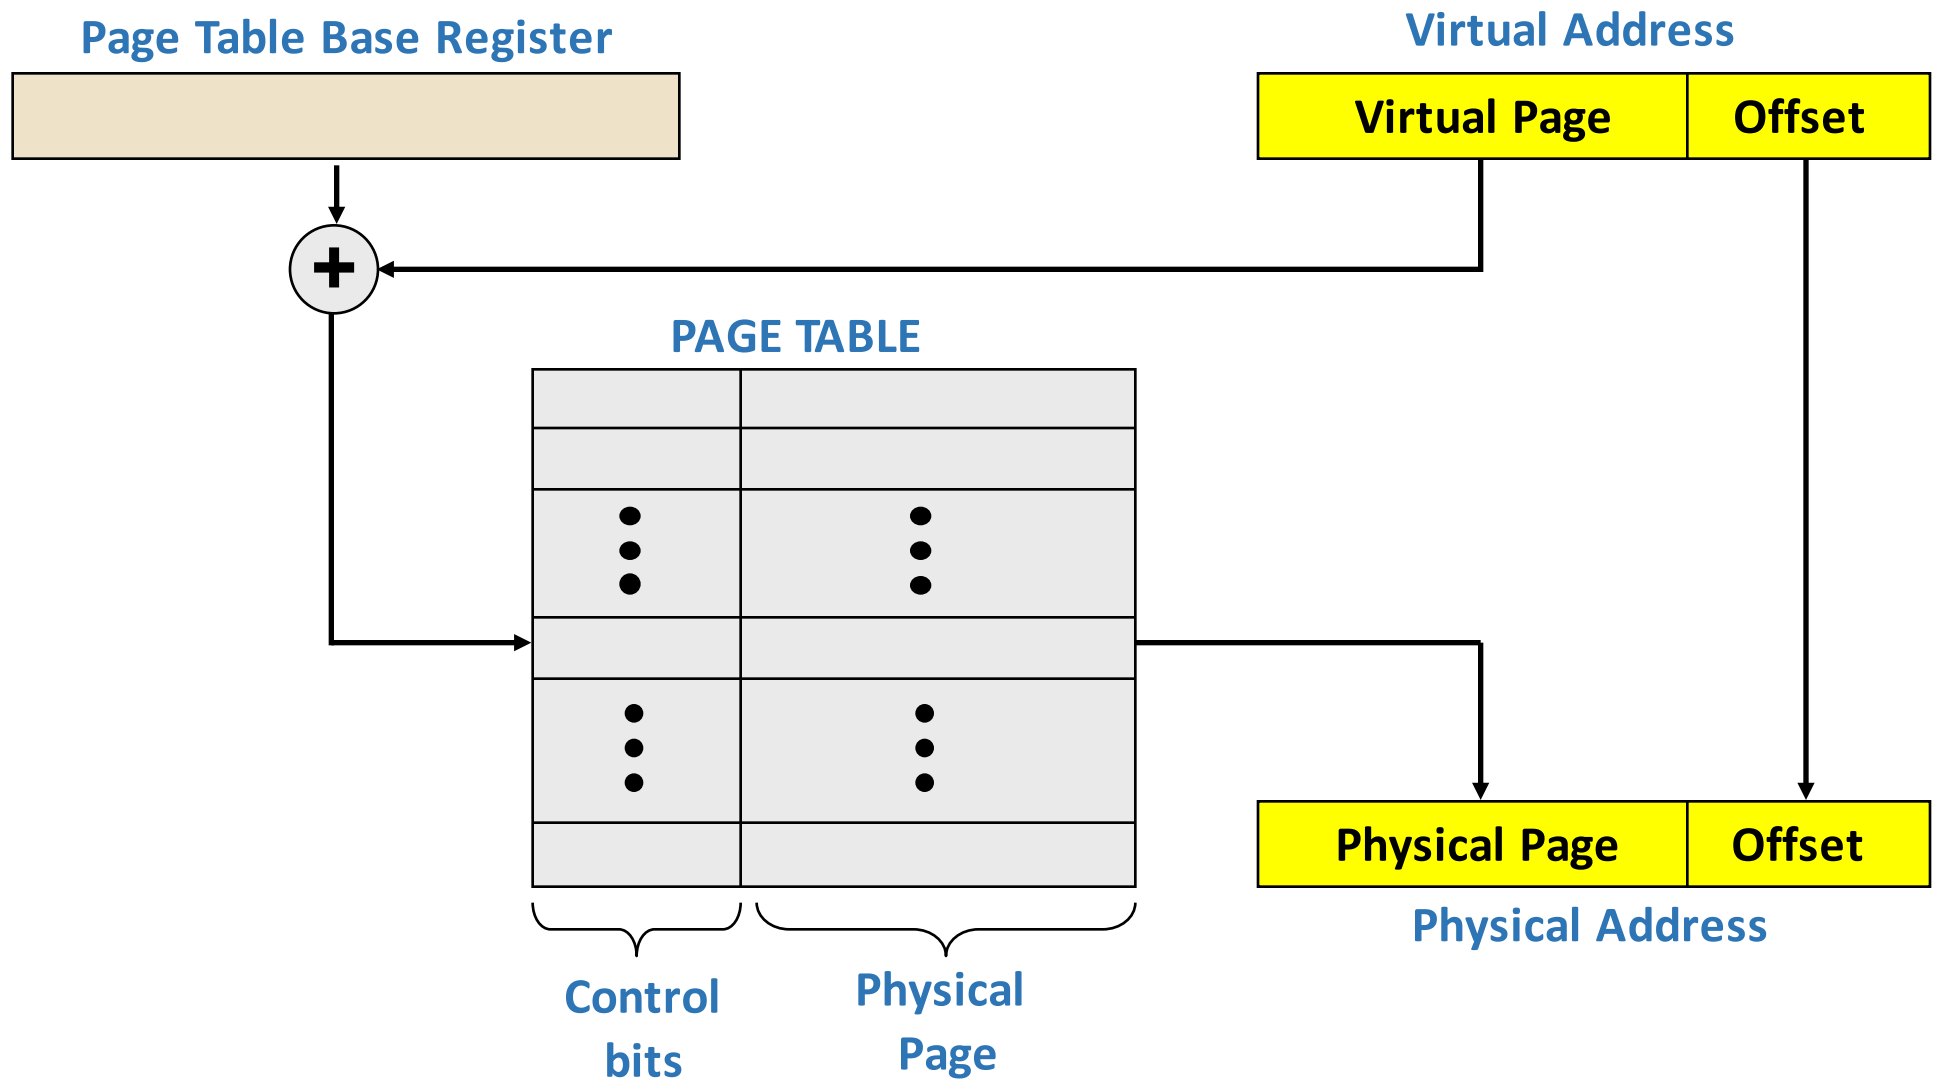 Page Table Base Register
Virtual Address
Virtual Page
Offset
+
PAGE TABLE
Physical Page
Offset
Physical Address
Control
bits
Physical
Page